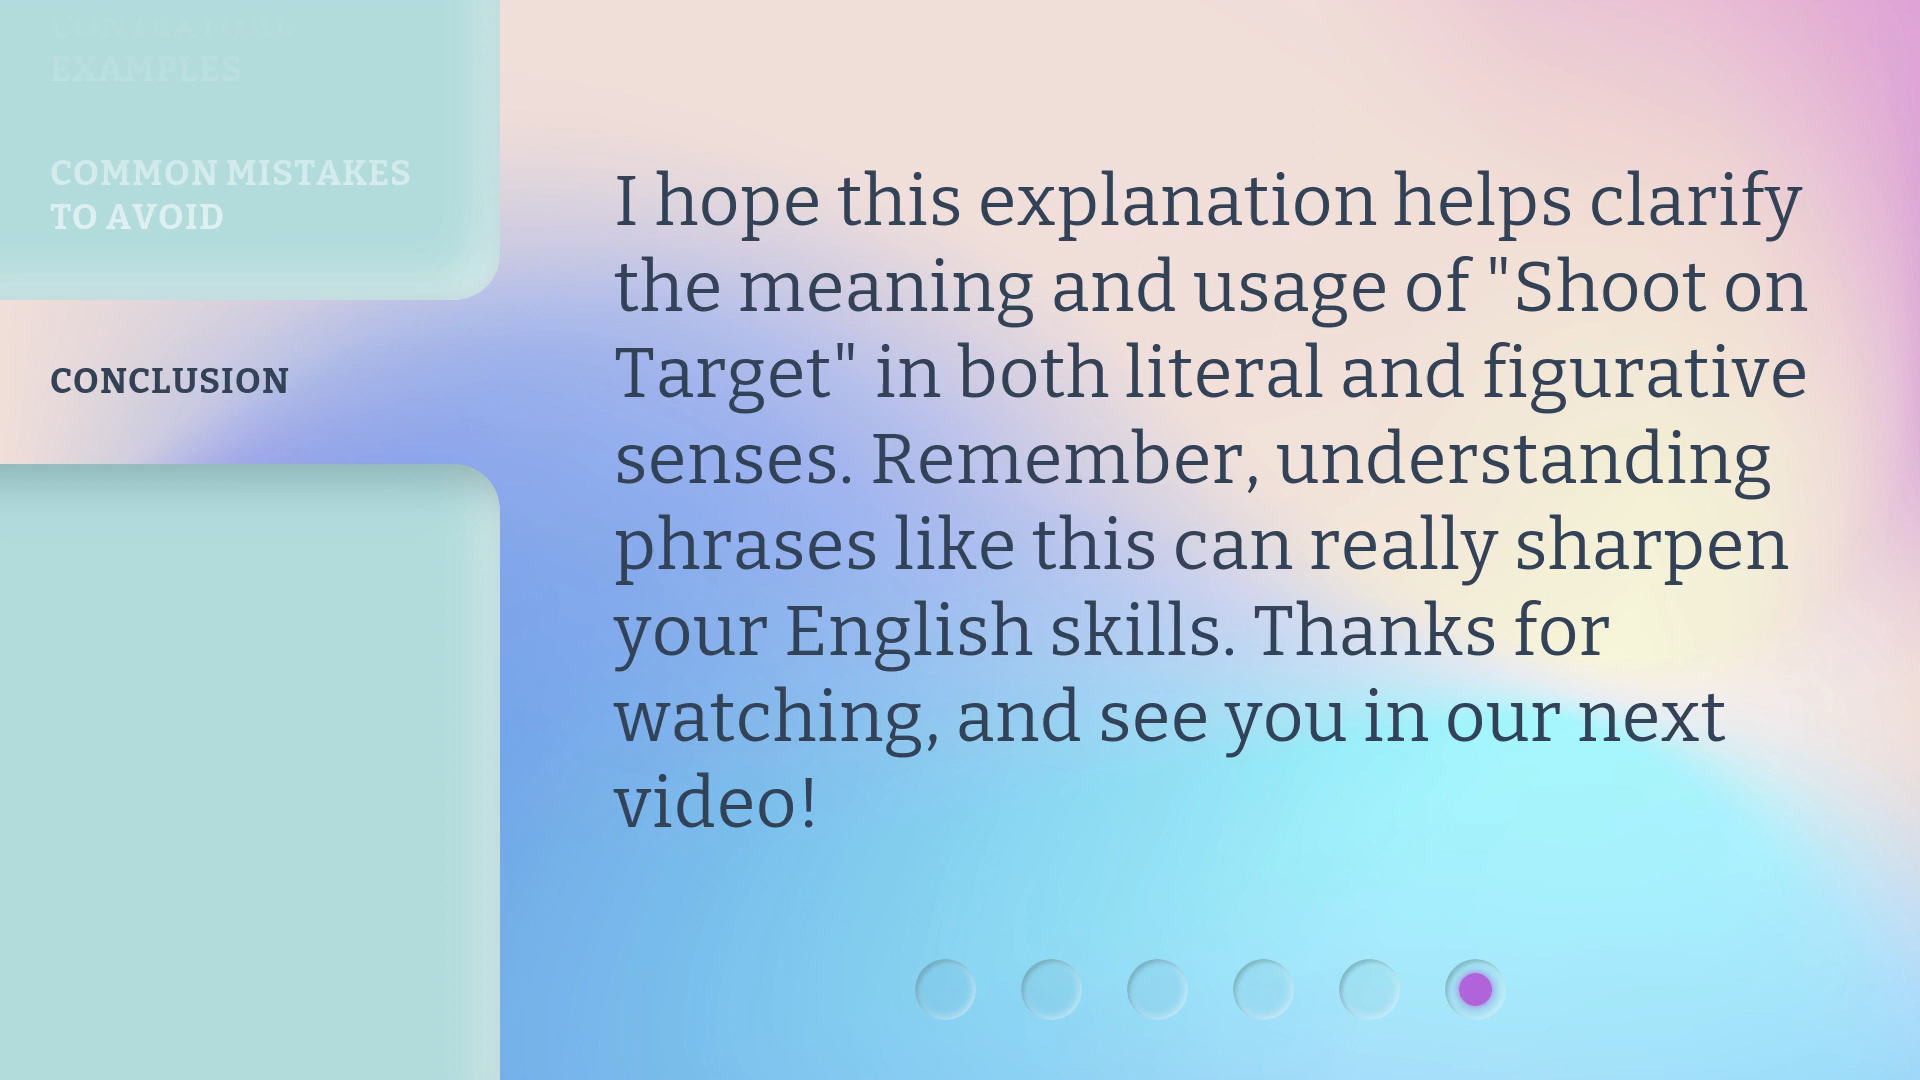 CONTEXTUAL
EXAMPLES
COMMON MISTAKES
TO AVOID
CONCLUSION
I hope this explanation helps clarify
the meaning and usage of "Shoot on
Target" in both literal and figurative
senses. Remember, understanding
phrases like this can really sharpen
your English skills. Thanks for
watching, and see you in our next
video!